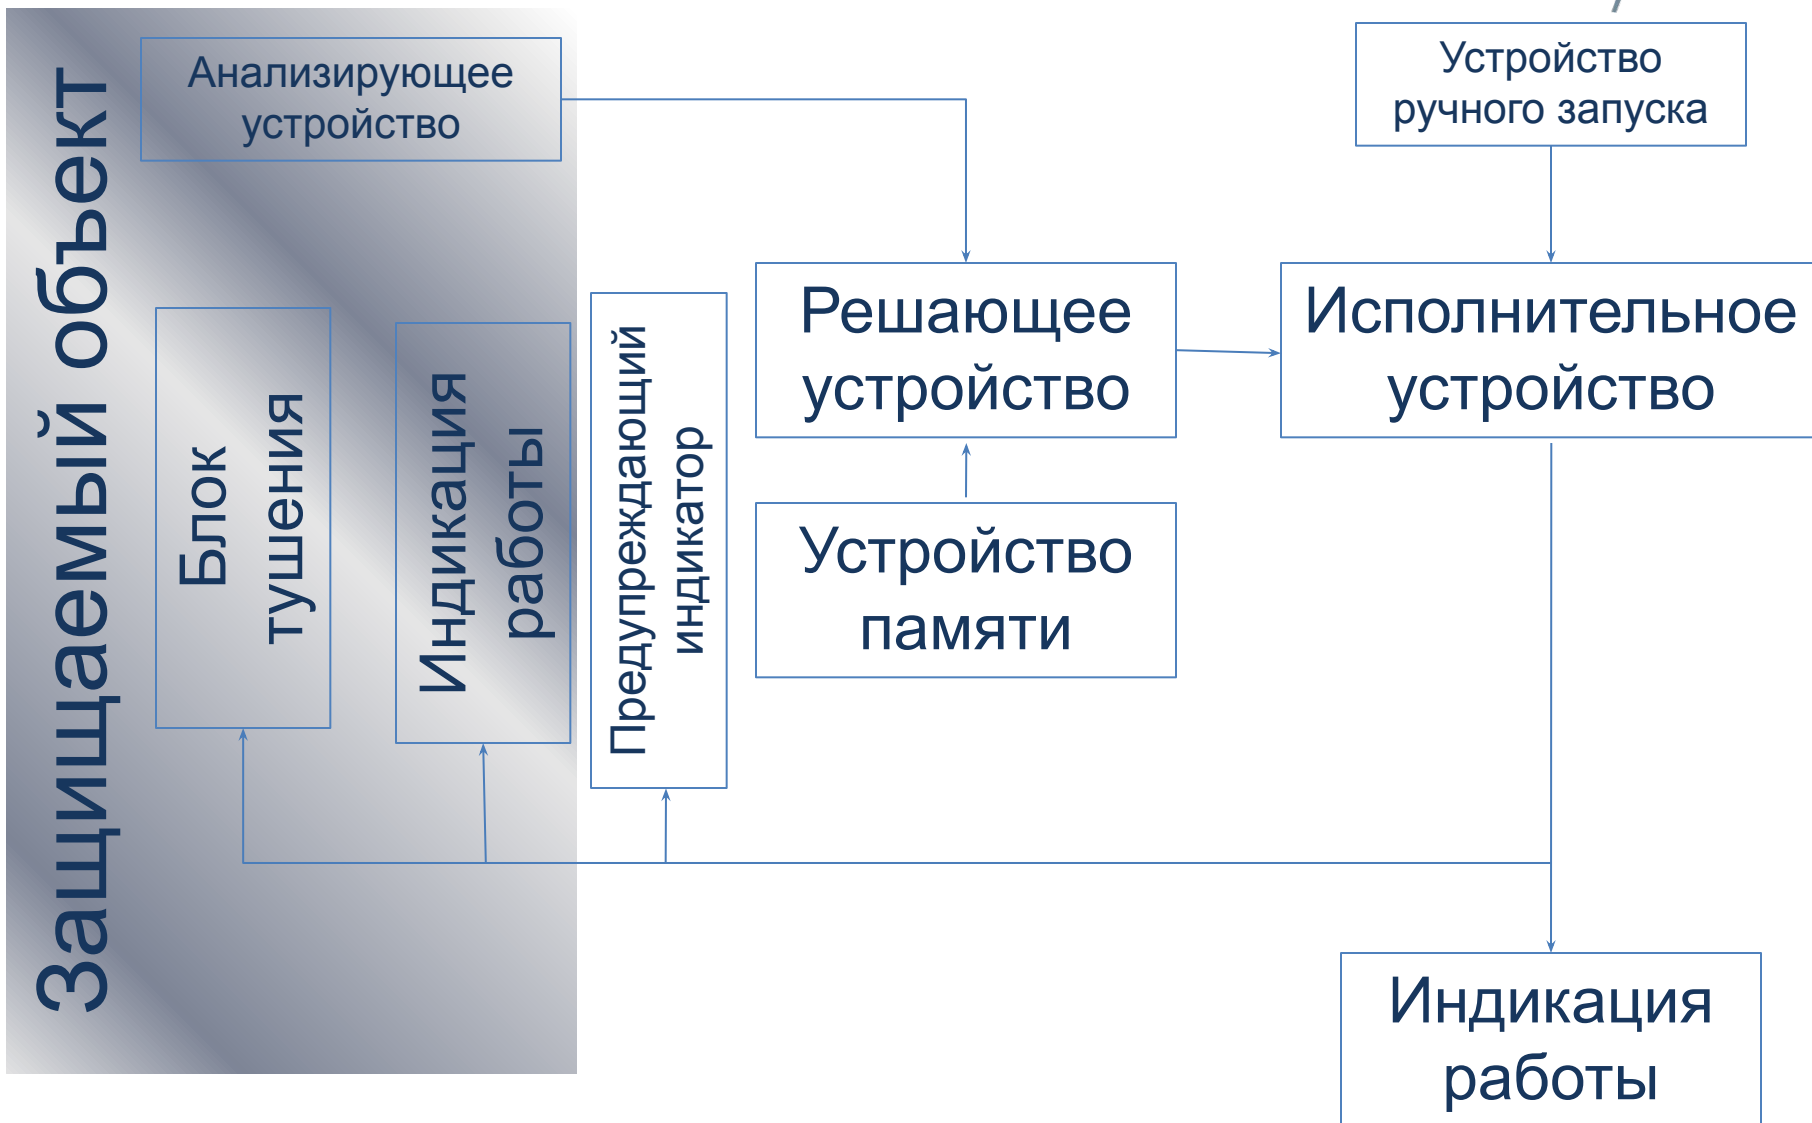 Защищаемый объект
Анализирующее
устройство
Устройство
ручного запуска
Блок
тушения
Индикация
работы
Предупреждающий
индикатор
Решающее
устройство
Исполнительное
устройство
Устройство
памяти
Индикация
работы